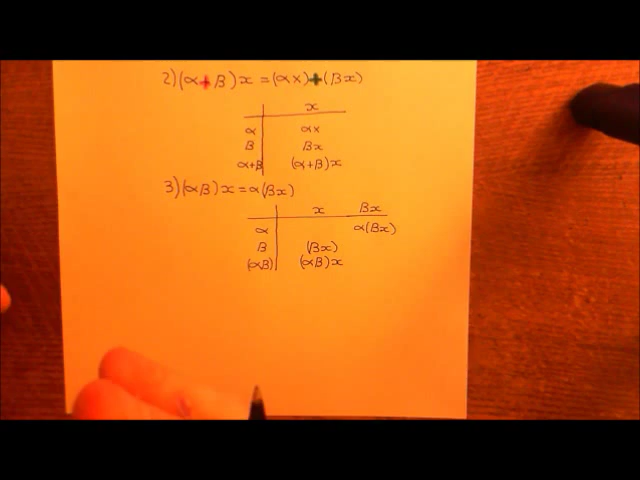 2) (α+β)x = (αx)+(βx)
x
α αx
β βx
α+β (α+β)x
3) (αβ)x = α(βx)
x βx
α α(βx)
β (βx)
(αβ) (αβ)x